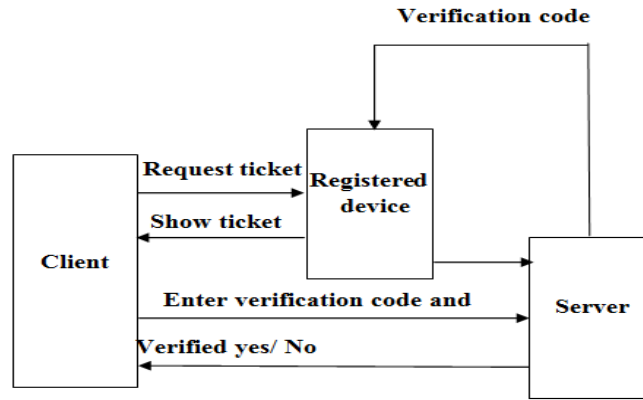 Verification code
Request ticket
Registered
device
Show ticket
Client
Enter verification code and
Server
Verified yes/ No